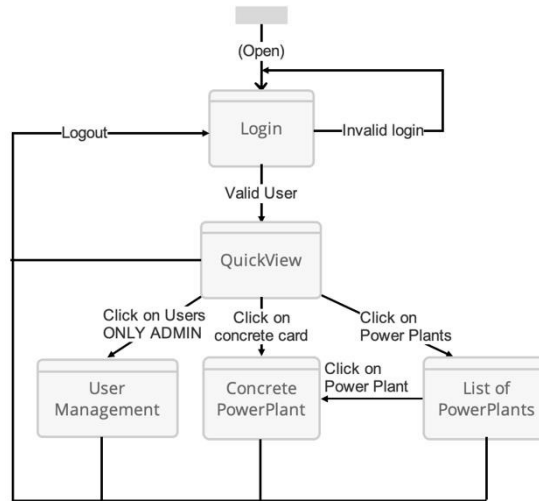 (Open)
Login
Logout
Invalid login
Valid User
QuickView
Click on Users
ONLY ADMIN
Click on
concrete card
Click on
Power Plants
User
Management
Concrete
PowerPlant
Click on
Power Plant
List of
PowerPlants